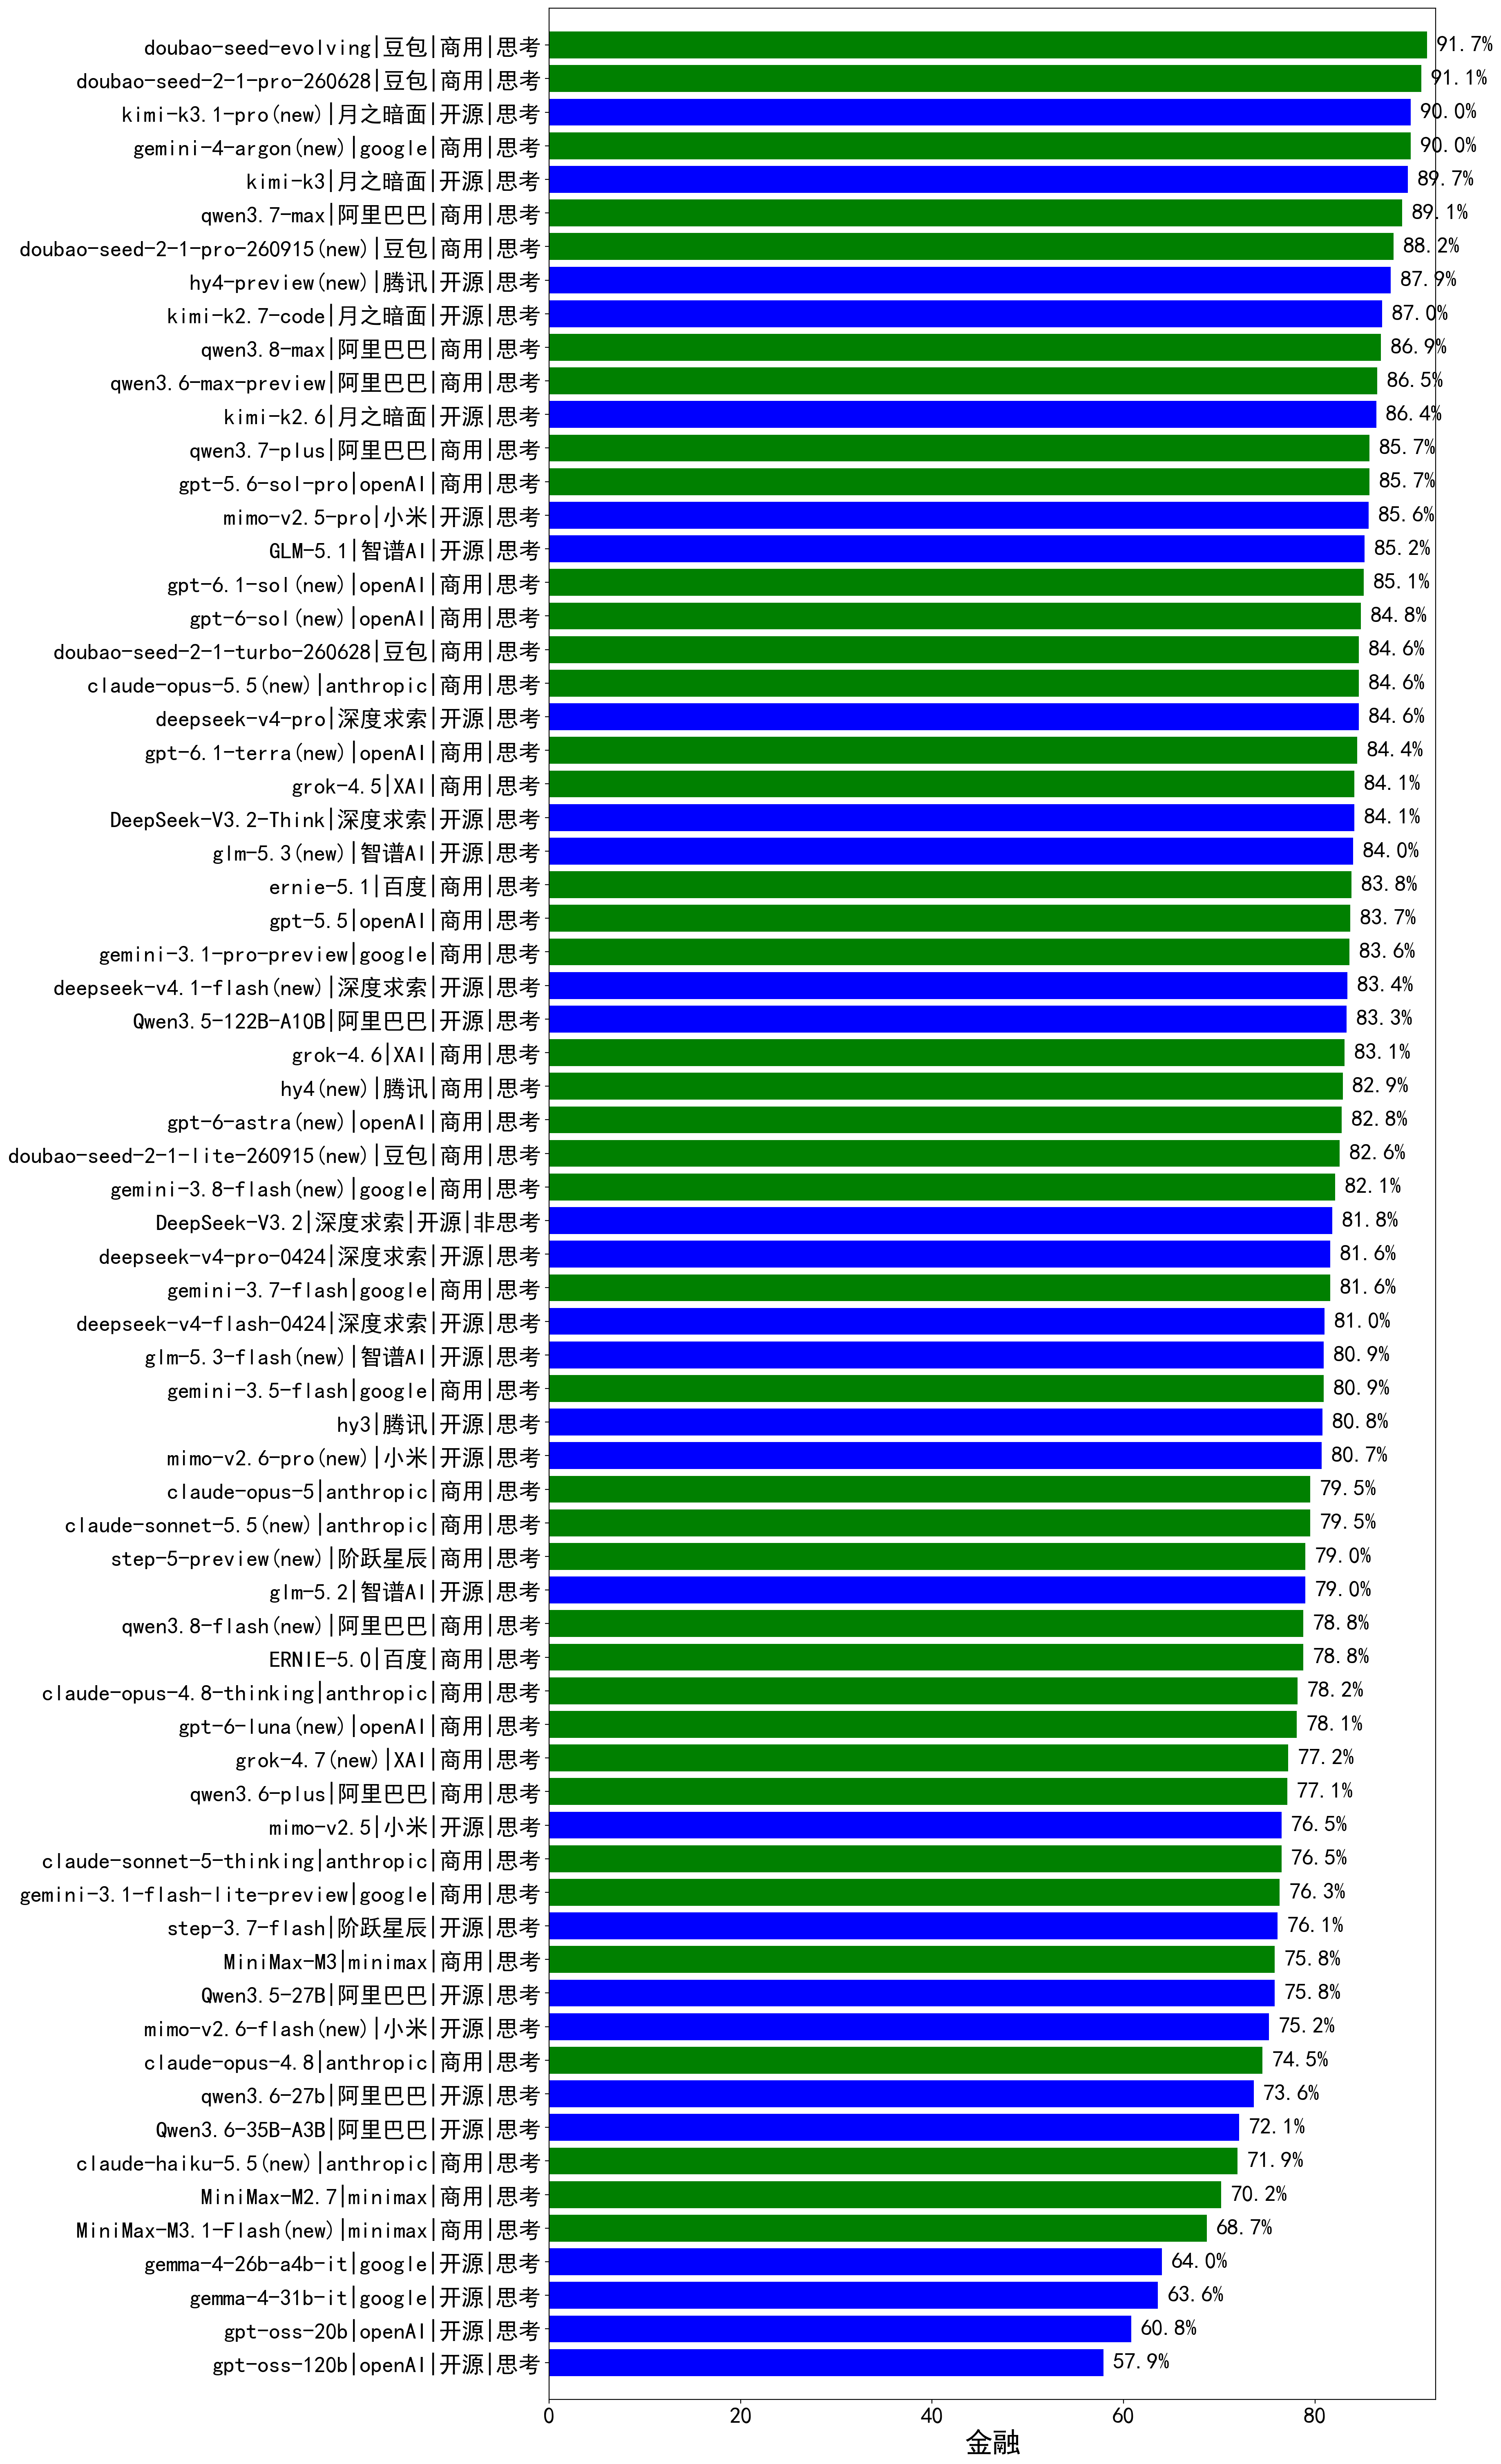 doubao-seed-evolving|豆包|商用|思考 91.7%
doubao-seed-2-1-pro-260628|豆包|商用|思考 91.1%
kimi-k3.1-pro(new)|月之暗面|开源|思考 90.0%
gemini-4-argon(new)|google|商用|思考 90.0%
kimi-k3|月之暗面|开源|思考 89.7%
qwen3.7-max|阿里巴巴|商用|思考 89.1%
doubao-seed-2-1-pro-260915(new)|豆包|商用|思考 88.2%
hy4-preview(new)|腾讯|开源|思考 87.9%
kimi-k2.7-code|月之暗面|开源|思考 87.0%
qwen3.8-max|阿里巴巴|商用|思考 86.9%
qwen3.6-max-preview|阿里巴巴|商用|思考 86.5%
kimi-k2.6|月之暗面|开源|思考 86.4%
qwen3.7-plus|阿里巴巴|商用|思考 85.7%
gpt-5.6-sol-pro|openAI|商用|思考 85.7%
mimo-v2.5-pro|小米|开源|思考 85.6%
GLM-5.1|智谱AI|开源|思考 85.2%
gpt-6.1-sol(new)|openAI|商用|思考 85.1%
gpt-6-sol(new)|openAI|商用|思考 84.8%
doubao-seed-2-1-turbo-260628|豆包|商用|思考 84.6%
claude-opus-5.5(new)|anthropic|商用|思考 84.6%
deepseek-v4-pro|深度求索|开源|思考 84.6%
gpt-6.1-terra(new)|openAI|商用|思考 84.4%
grok-4.5|XAI|商用|思考 84.1%
DeepSeek-V3.2-Think|深度求索|开源|思考 84.1%
glm-5.3(new)|智谱AI|开源|思考 84.0%
ernie-5.1|百度|商用|思考 83.8%
gpt-5.5|openAI|商用|思考 83.7%
gemini-3.1-pro-preview|google|商用|思考 83.6%
deepseek-v4.1-flash(new)|深度求索|开源|思考 83.4%
Qwen3.5-122B-A10B|阿里巴巴|开源|思考 83.3%
grok-4.6|XAI|商用|思考 83.1%
hy4(new)|腾讯|商用|思考 82.9%
gpt-6-astra(new)|openAI|商用|思考 82.8%
doubao-seed-2-1-lite-260915(new)|豆包|商用|思考 82.6%
gemini-3.8-flash(new)|google|商用|思考 82.1%
DeepSeek-V3.2|深度求索|开源|非思考 81.8%
deepseek-v4-pro-0424|深度求索|开源|思考 81.6%
gemini-3.7-flash|google|商用|思考 81.6%
deepseek-v4-flash-0424|深度求索|开源|思考 81.0%
glm-5.3-flash(new)|智谱AI|开源|思考 80.9%
gemini-3.5-flash|google|商用|思考 80.9%
hy3|腾讯|开源|思考 80.8%
mimo-v2.6-pro(new)|小米|开源|思考 80.7%
claude-opus-5|anthropic|商用|思考 79.5%
claude-sonnet-5.5(new)|anthropic|商用|思考 79.5%
step-5-preview(new)|阶跃星辰|商用|思考 79.0%
glm-5.2|智谱AI|开源|思考 79.0%
qwen3.8-flash(new)|阿里巴巴|商用|思考 78.8%
ERNIE-5.0|百度|商用|思考 78.8%
claude-opus-4.8-thinking|anthropic|商用|思考 78.2%
gpt-6-luna(new)|openAI|商用|思考 78.1%
grok-4.7(new)|XAI|商用|思考 77.2%
qwen3.6-plus|阿里巴巴|商用|思考 77.1%
mimo-v2.5|小米|开源|思考 76.5%
claude-sonnet-5-thinking|anthropic|商用|思考 76.5%
gemini-3.1-flash-lite-preview|google|商用|思考 76.3%
step-3.7-flash|阶跃星辰|开源|思考 76.1%
MiniMax-M3|minimax|商用|思考 75.8%
Qwen3.5-27B|阿里巴巴|开源|思考 75.8%
mimo-v2.6-flash(new)|小米|开源|思考 75.2%
claude-opus-4.8|anthropic|商用|思考 74.5%
qwen3.6-27b|阿里巴巴|开源|思考 73.6%
Qwen3.6-35B-A3B|阿里巴巴|开源|思考 72.1%
claude-haiku-5.5(new)|anthropic|商用|思考 71.9%
MiniMax-M2.7|minimax|商用|思考 70.2%
MiniMax-M3.1-Flash(new)|minimax|商用|思考 68.7%
gemma-4-26b-a4b-it|google|开源|思考 64.0%
gemma-4-31b-it|google|开源|思考 63.6%
gpt-oss-20b|openAI|开源|思考 60.8%
gpt-oss-120b|openAI|开源|思考 57.9%
0 20 40 60 80
金融